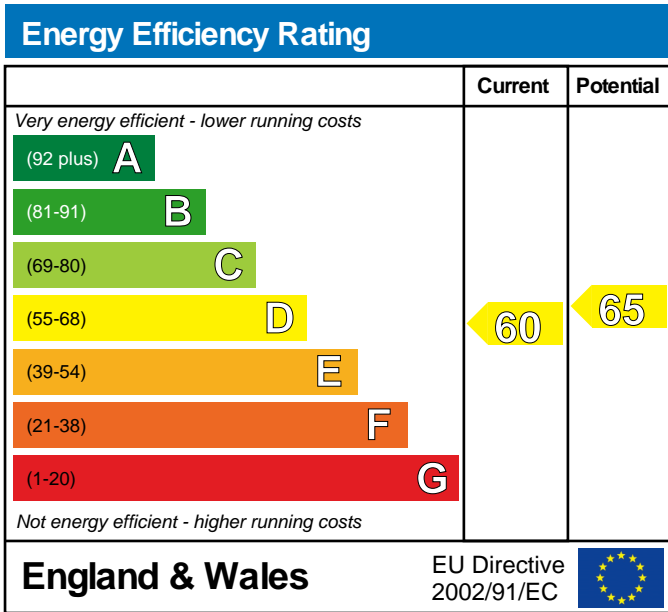 Energy Efficiency Rating
Current Potential
Very energy efficient - lower running costs
(92 plus) A
(81-91) B
(69-80) C
(55-68) D
60 65
(39-54) E
(21-38) F
(1-20) G
Not energy efficient - higher running costs
England & Wales
EU Directive
2002/91/EC